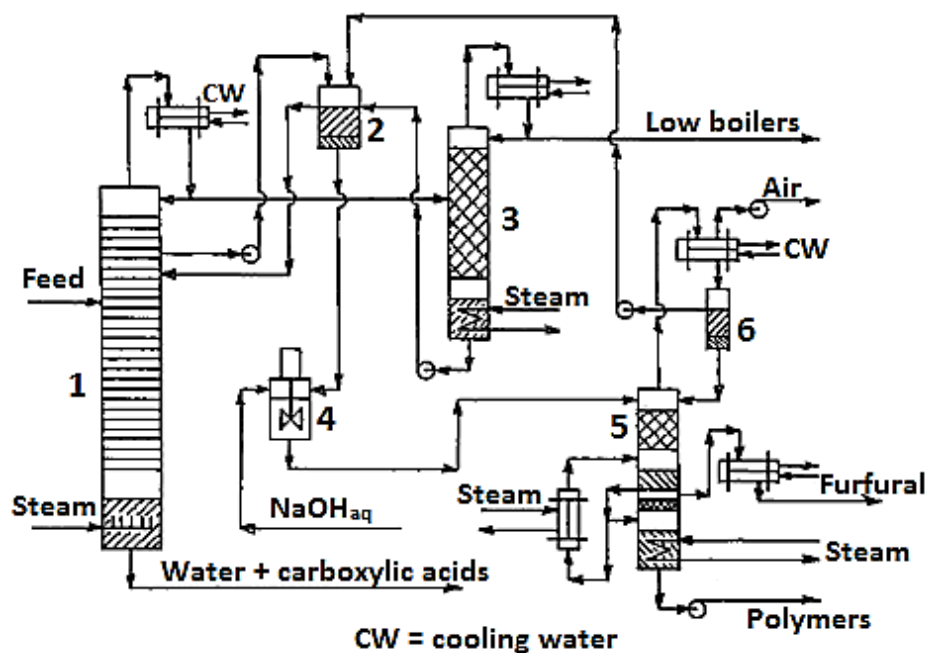 CW
2
Low boilers
Air
3
CW
Feed
Steam
6
1
4
5
Steam
NaOHaq
Furfural
Steam
Steam
Water + carboxylic acids
Polymers
CW = cooling water